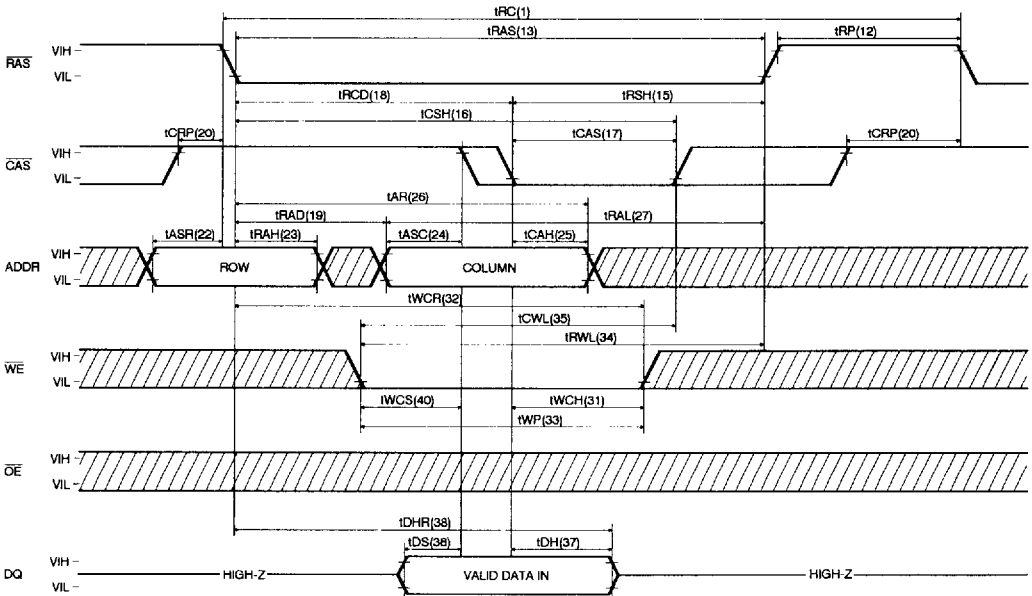 tRC(1)
tRAS(13) tRP(12)
RAS VIH
VIL
tRCD(18) tRSH(15)
tCSH(16)
tCRP(20) tCAS(17) tCRP(20)
CAS VIH
VIL
tAR(26)
tRAD(19) tRAL(27)
tASR(22) tRAH(23) tASC(24) tCAH(25)
ADDR VIH
VIL
ROW COLUMN
tWCR(32)
tCWL(35)
tRWL(34)
WE VIH
VIL
tWCS(40) tWCH(31)
tWP(33)
OE VIH
VIL
tDHR(38)
tDS(36) tDH(37)
DQ VIH
VIL
HIGH-Z VALID DATA IN HIGH-Z